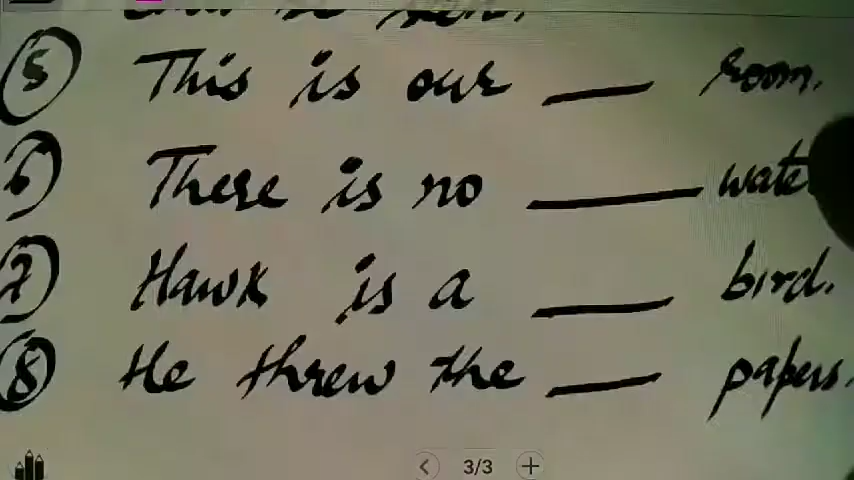 5 This is our ___ room.
6 There is no ___ wate
7 Hawk is a ___ bird.
8 He threw the ___ papers.
3/3